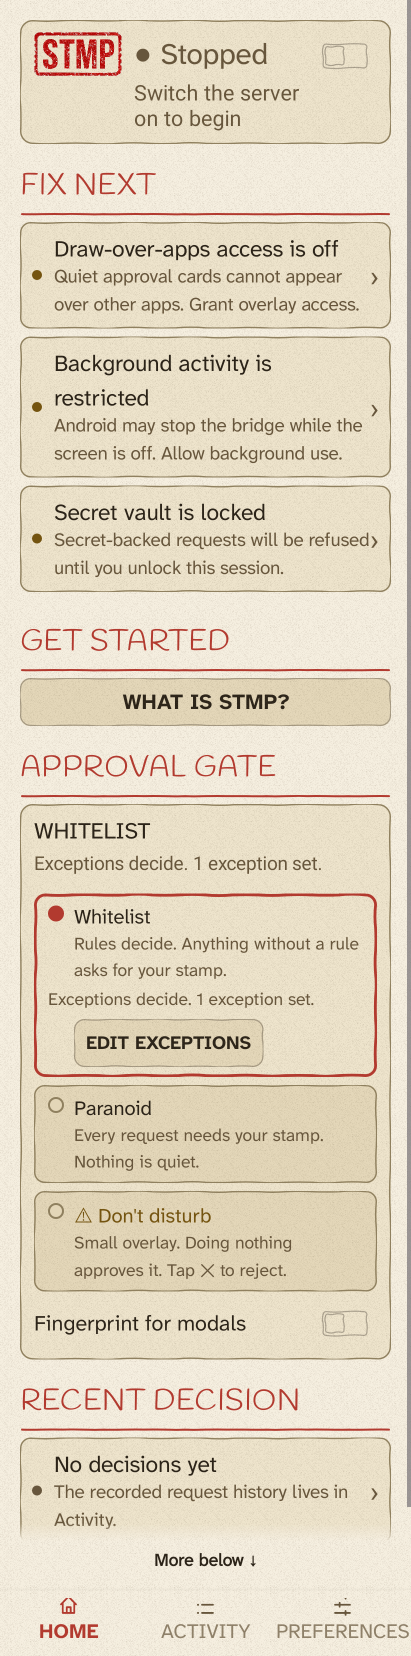 STMP
● Stopped
Switch the server
on to begin
FIX NEXT
Draw-over-apps access is off
Quiet approval cards cannot appear
over other apps. Grant overlay access.
›
Background activity is
restricted
Android may stop the bridge while the
screen is off. Allow background use.
›
Secret vault is locked
Secret-backed requests will be refused
until you unlock this session.
›
GET STARTED
WHAT IS STMP?
APPROVAL GATE
WHITELIST
Exceptions decide. 1 exception set.
Whitelist
Rules decide. Anything without a rule
asks for your stamp.
Exceptions decide. 1 exception set.
EDIT EXCEPTIONS
Paranoid
Every request needs your stamp.
Nothing is quiet.
⚠ Don't disturb
Small overlay. Doing nothing
approves it. Tap ╳ to reject.
Fingerprint for modals
RECENT DECISION
No decisions yet
The recorded request history lives in
Activity.
›
More below ↓
HOME
ACTIVITY
PREFERENCES